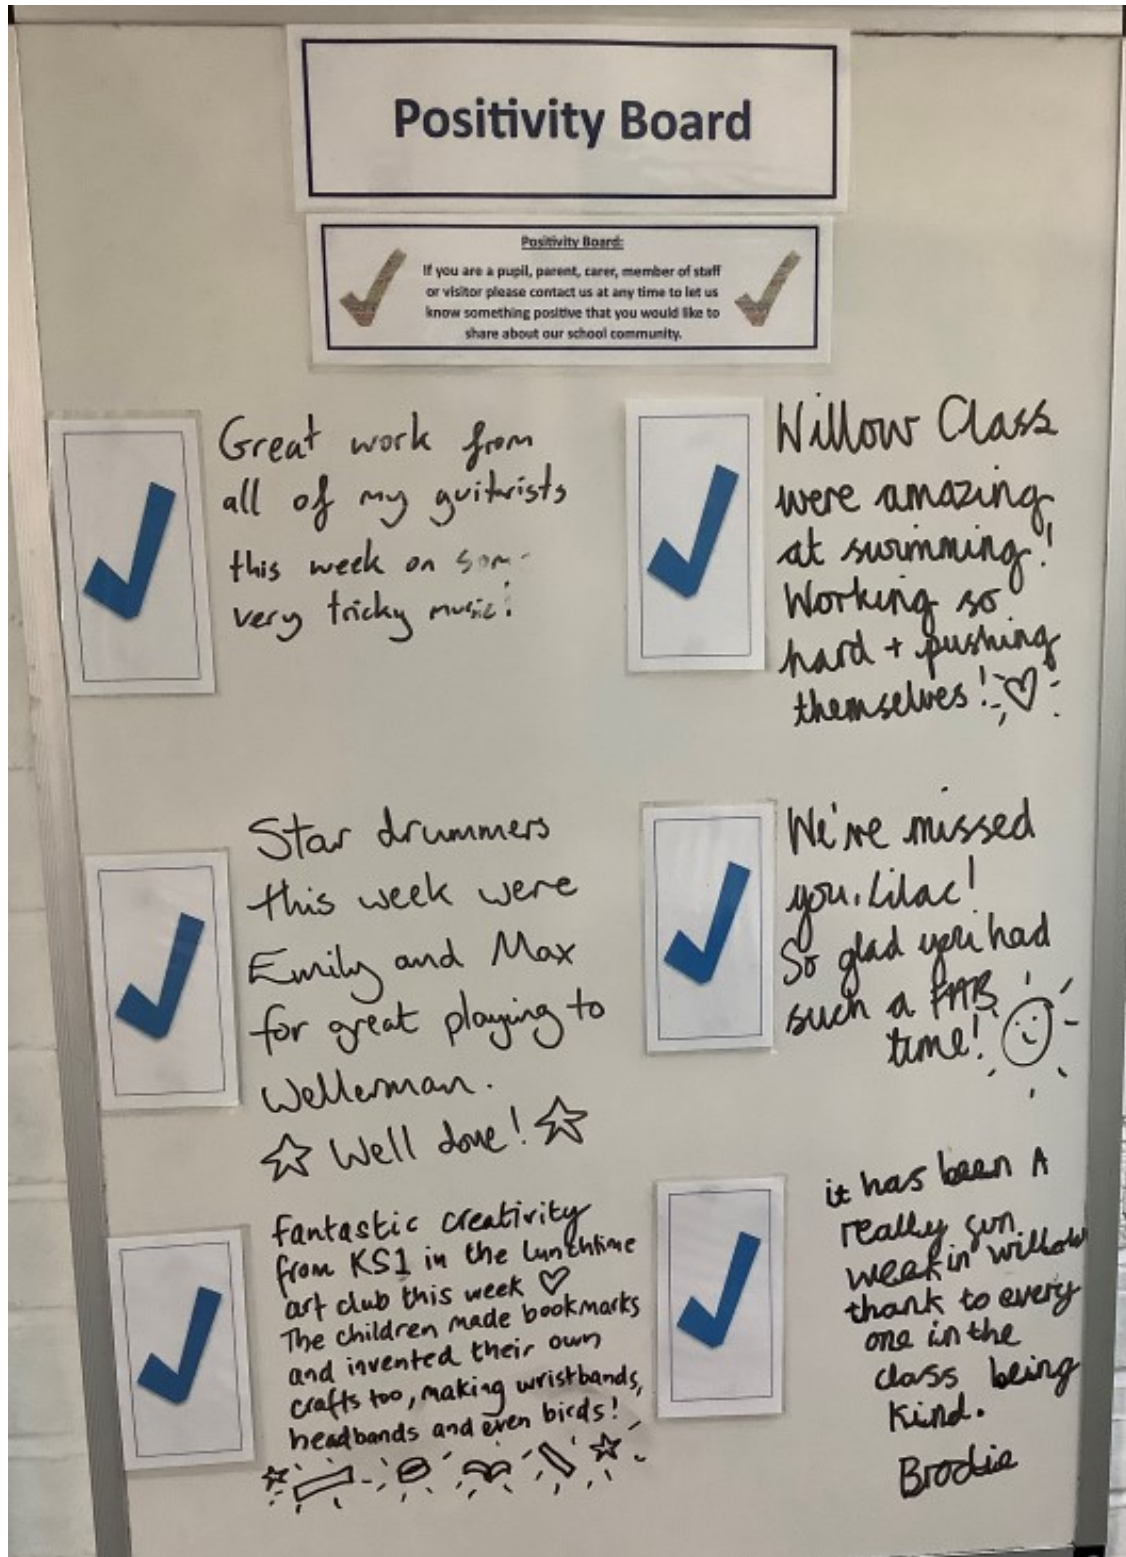 Positivity Board
Positivity Board:
If you are a pupil, parent, carer, member of staff
or visitor please contact us at any time to let us
know something positive that you would like to
share about our school community.
Great work from
all of my guitarists
this week on som
very tricky music!
Willow Class
were amazing
at swimming!
Working so
hard + pushing
themselves!
Star drummers
this week were
Emily and Max
for great playing to
Wellerman.
Well done!
We've missed
you, Lilac!
So glad you had
such a FAB
time!
fantastic creativity
from KS1 in the lunchtime
art club this week
The children made bookmarks
and invented their own
crafts too, making wristbands,
headbands and even birds!
it has been A
really fun
week in willow
thank to every
one in the
class being
kind.
Brodie